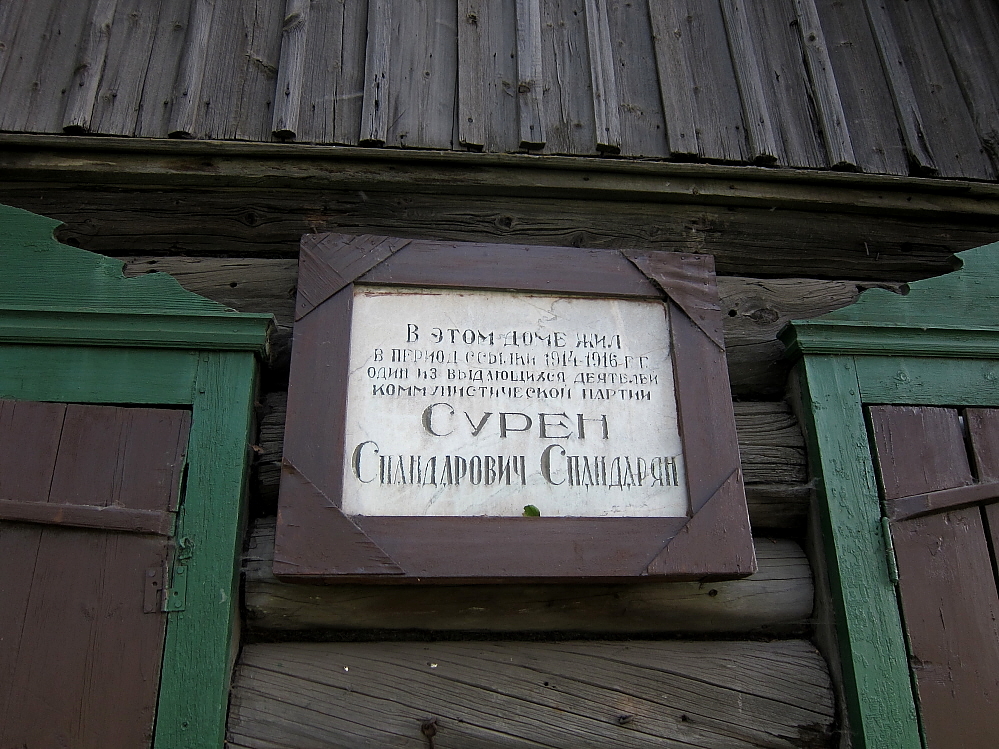 В ЭТОМ ДОМЕ ЖИЛ
В ПЕРИОД ССЫЛКИ 1914-1916 Г.Г.
ОДИН ИЗ ВЫДАЮЩИХСЯ ДЕЯТЕЛЕЙ
КОММУНИСТИЧЕСКОЙ ПАРТИИ
СУРЕН
СПАНДАРОВИЧ СПАНДАРЯН